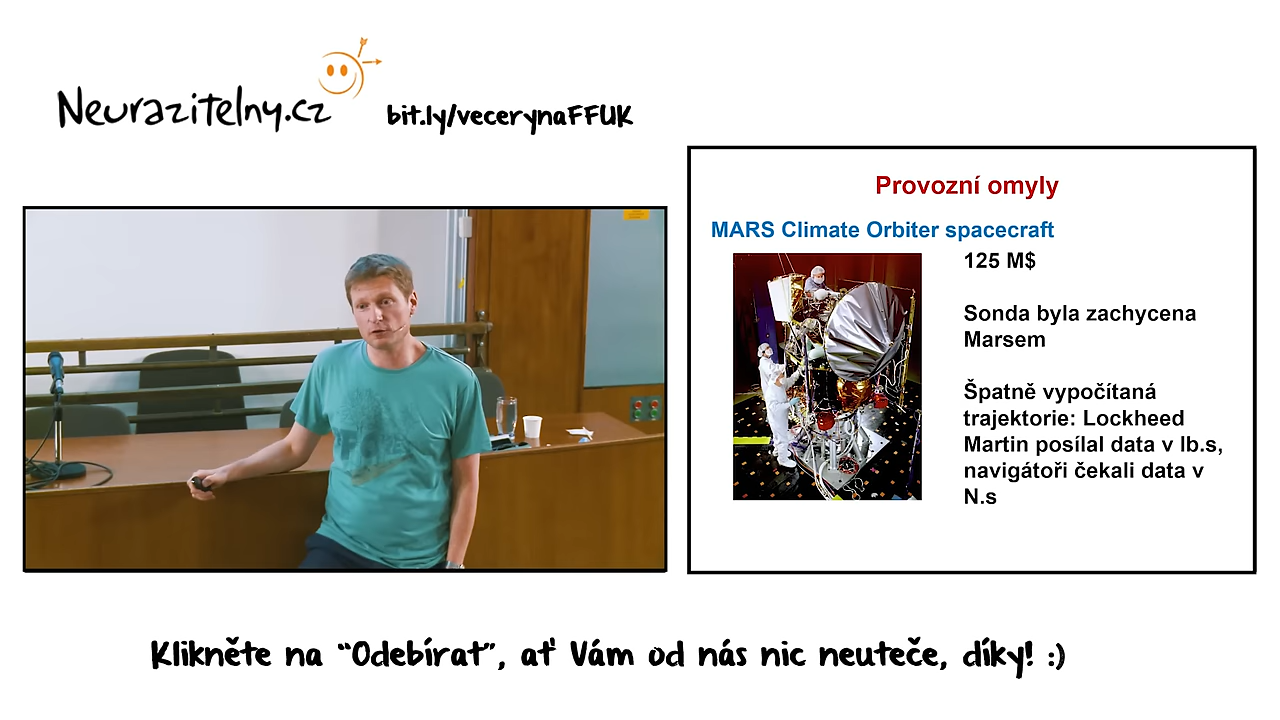 Neurazitelny.cz
bit.ly/vecerynaFFUK
Provozní omyly
MARS Climate Orbiter spacecraft
125 M$
Sonda byla zachycena
Marsem
Špatně vypočítaná
trajektorie: Lockheed
Martin posílal data v lb.s,
navigátoři čekali data v
N.s
Klikněte na “Odebírat”, ať Vám od nás nic neuteče, díky! :)